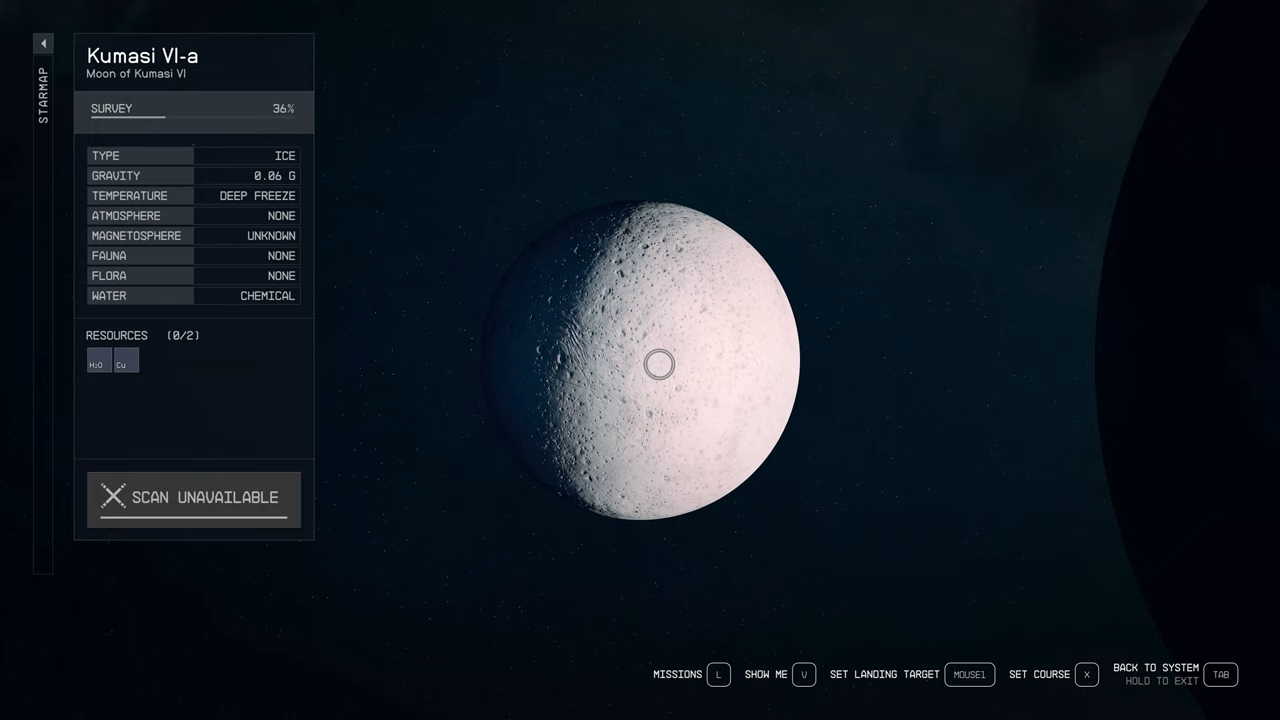 STARMAP
Kumasi VI-a
Moon of Kumasi VI
SURVEY 36%
TYPE ICE
GRAVITY 0.06 G
TEMPERATURE DEEP FREEZE
ATMOSPHERE NONE
MAGNETOSPHERE UNKNOWN
FAUNA NONE
FLORA NONE
WATER CHEMICAL
RESOURCES (0/2)
H₂O Cu
SCAN UNAVAILABLE
MISSIONS L SHOW ME V SET LANDING TARGET MOUSE1 SET COURSE X BACK TO SYSTEM TAB
HOLD TO EXIT